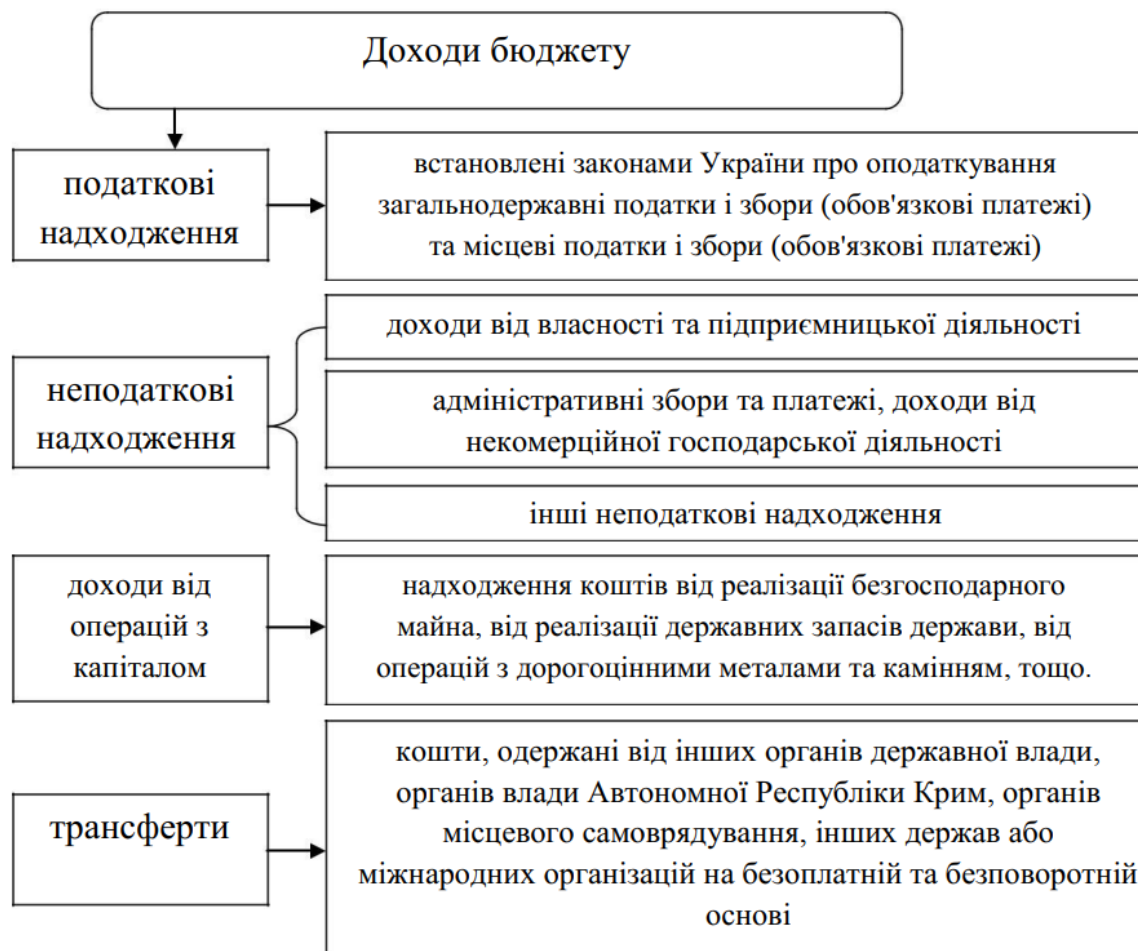 Доходи бюджету
податкові
надходження
встановлені законами України про оподаткування
загальнодержавні податки і збори (обов'язкові платежі)
та місцеві податки і збори (обов'язкові платежі)
неподаткові
надходження
доходи від власності та підприємницької діяльності
адміністративні збори та платежі, доходи від
некомерційної господарської діяльності
інші неподаткові надходження
доходи від
операцій з
капіталом
надходження коштів від реалізації безгосподарного
майна, від реалізації державних запасів держави, від
операцій з дорогоцінними металами та камінням, тощо.
трансферти
кошти, одержані від інших органів державної влади,
органів влади Автономної Республіки Крим, органів
місцевого самоврядування, інших держав або
міжнародних організацій на безоплатній та безповоротній
основі